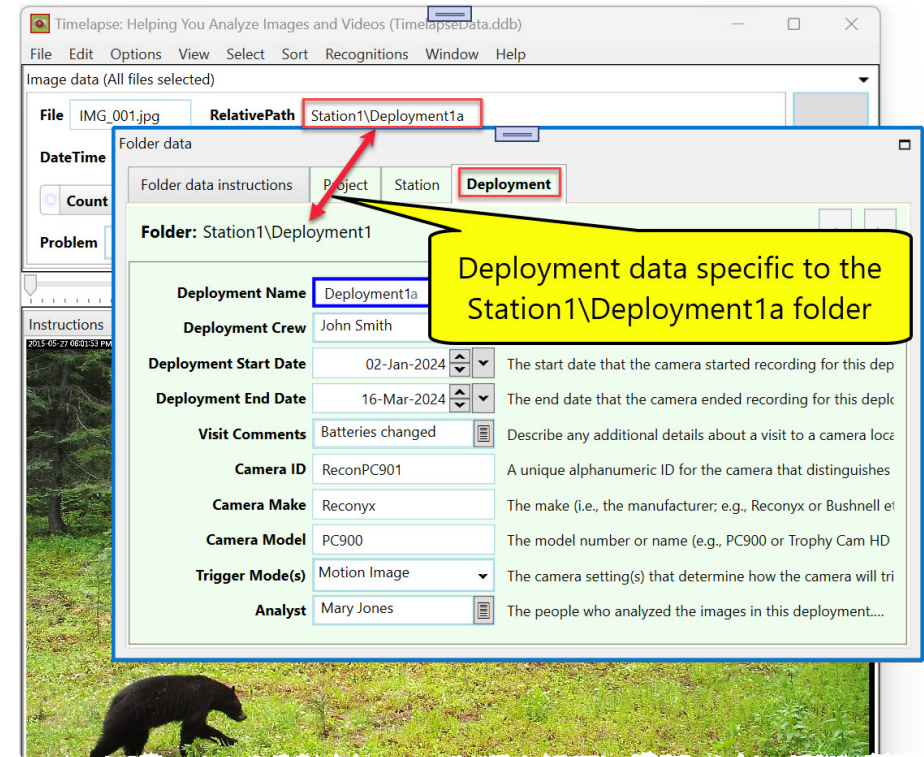 Timelapse: Helping You Analyze Images and Videos (TimelapseData.ddb)
File Edit Options View Select Sort Recognitions Window Help
Image data (All files selected)
File IMG_001.jpg RelativePath Station1\Deployment1a
DateTime
Count
Problem
Folder data
Folder data instructions Project Station Deployment
Folder: Station1\Deployment1
Deployment data specific to the
Station1\Deployment1a folder
Deployment Name Deployment1a
Deployment Crew John Smith
Deployment Start Date 02-Jan-2024 The start date that the camera started recording for this dep
Deployment End Date 16-Mar-2024 The end date that the camera ended recording for this deplo
Visit Comments Batteries changed Describe any additional details about a visit to a camera loca
Camera ID ReconPC901 A unique alphanumeric ID for the camera that distinguishes
Camera Make Reconyx The make (i.e., the manufacturer; e.g., Reconyx or Bushnell et
Camera Model PC900 The model number or name (e.g., PC900 or Trophy Cam HD
Trigger Mode(s) Motion Image The camera setting(s) that determine how the camera will tri
Analyst Mary Jones The people who analyzed the images in this deployment....
Instructions
2015-05-27 06:01:53 PM